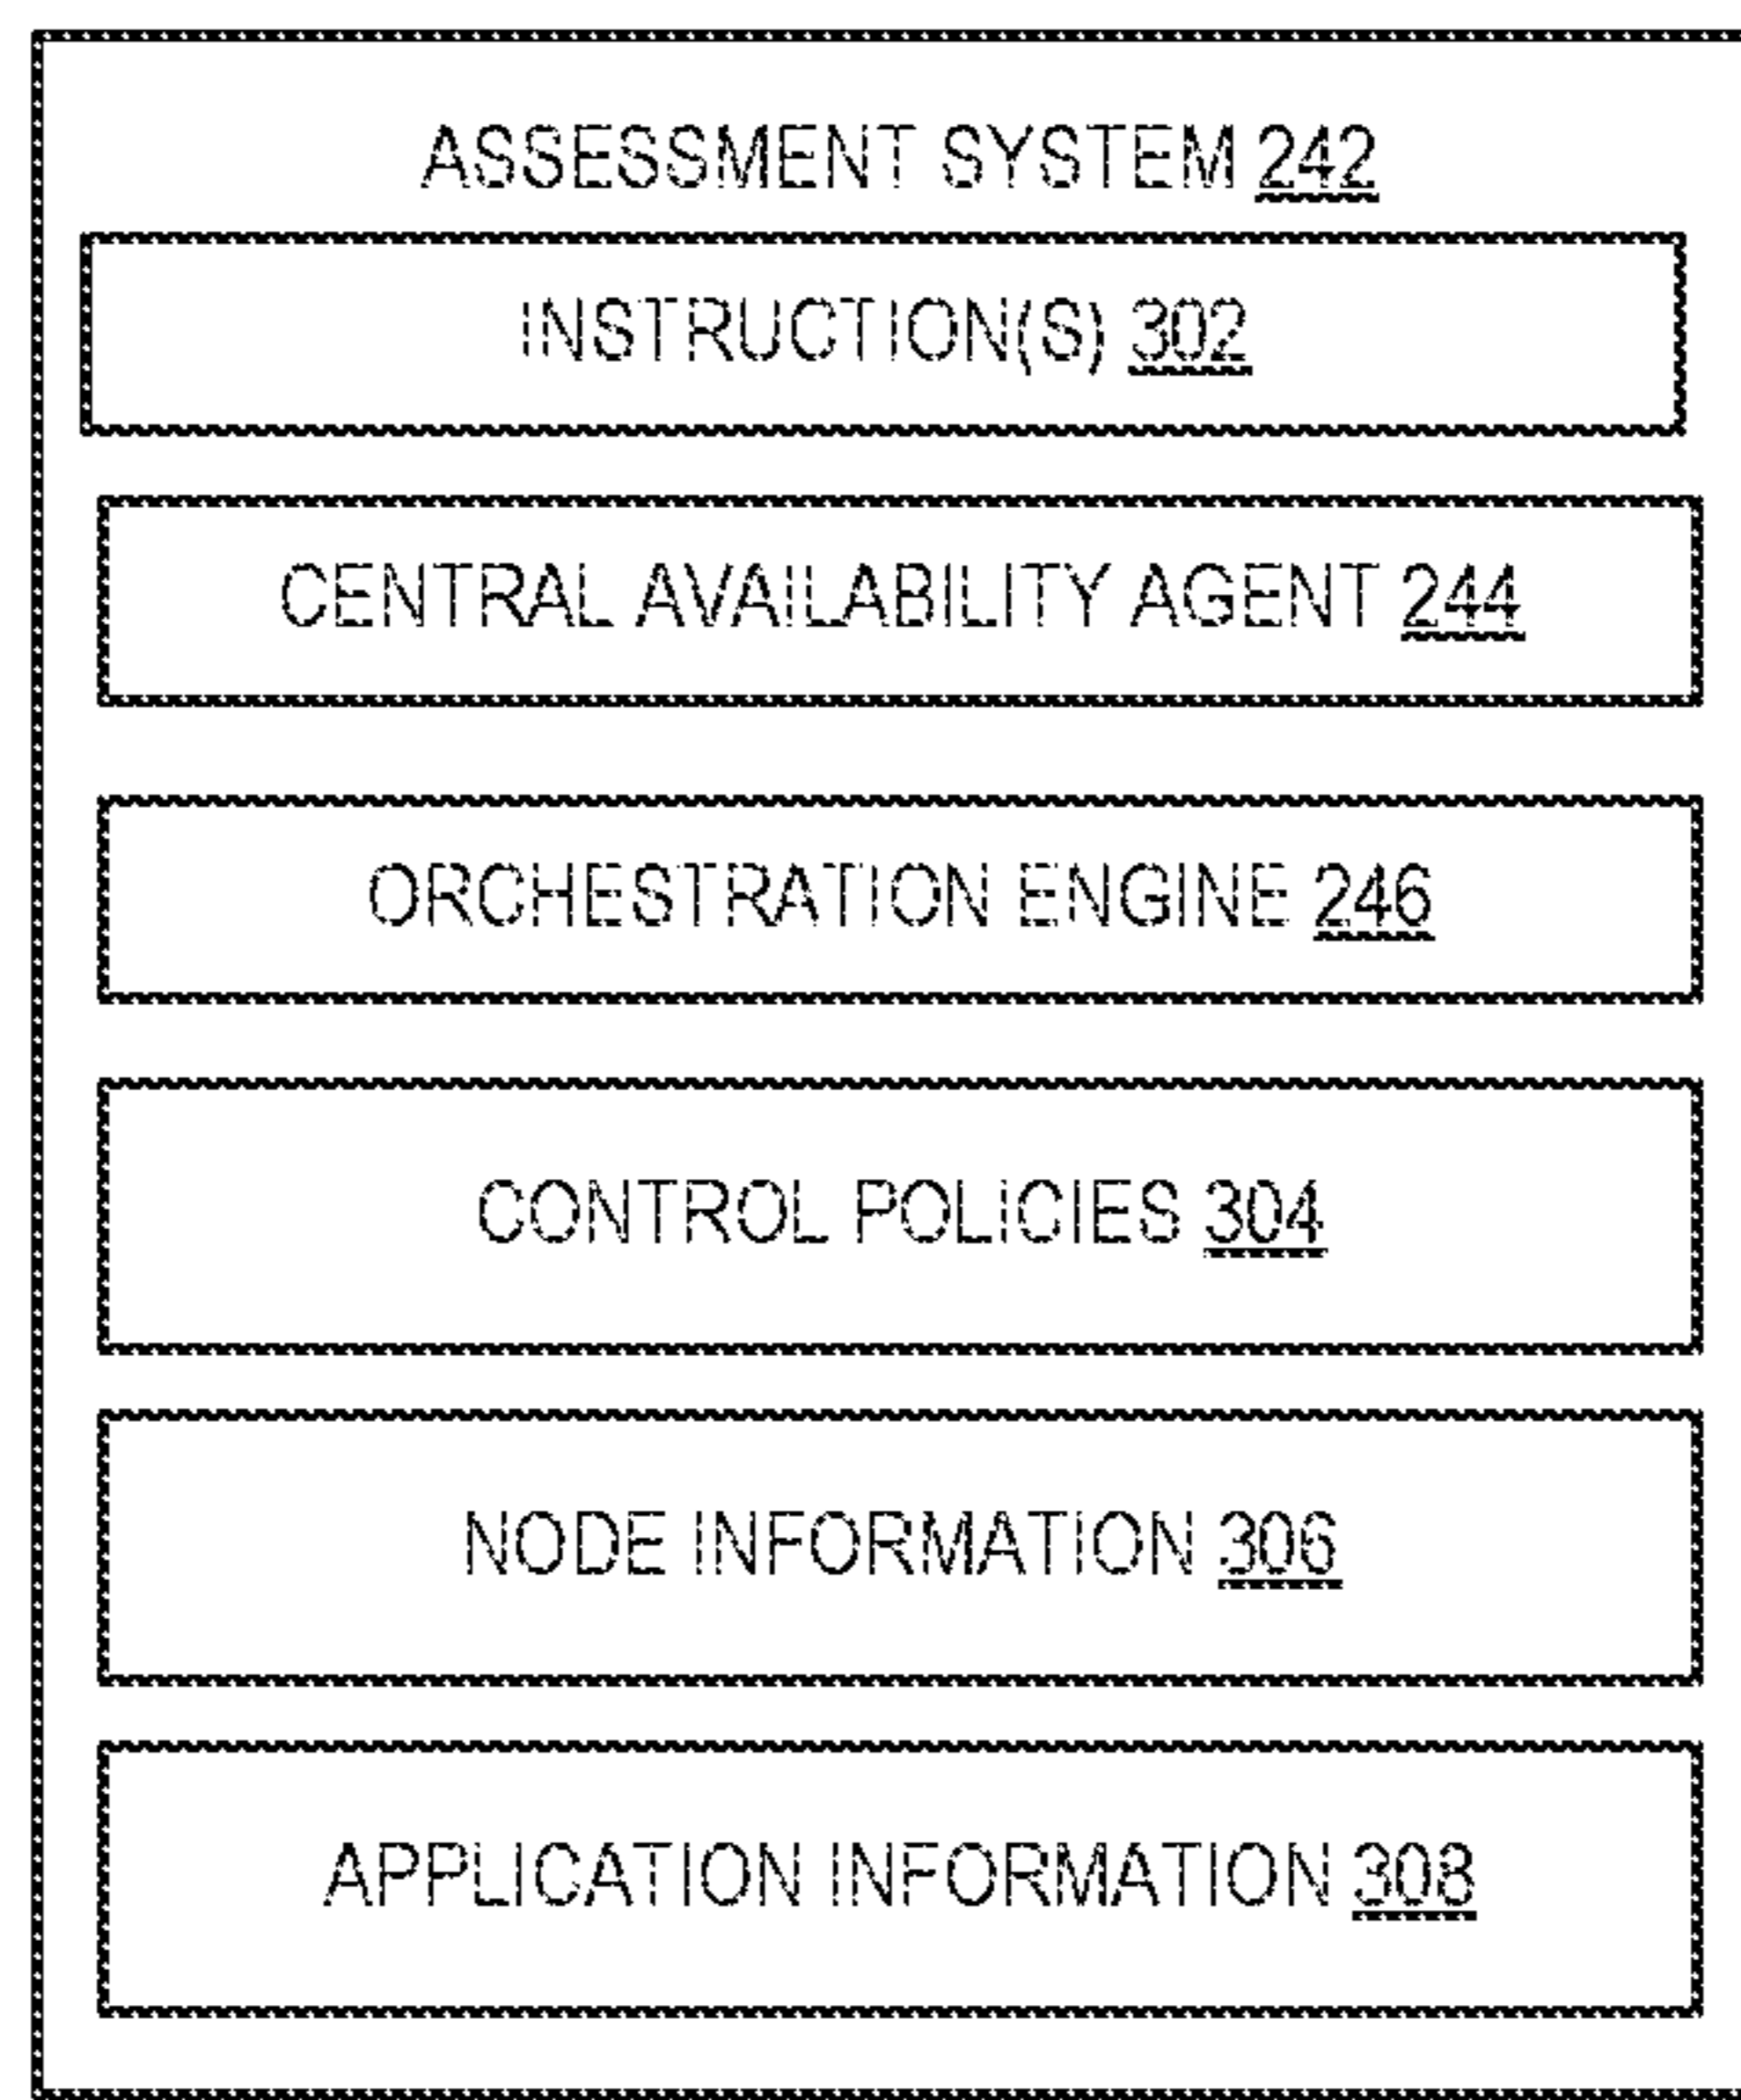 ASSESSMENT SYSTEM 242
INSTRUCTION(S) 302
CENTRAL AVAILABILITY AGENT 244
ORCHESTRATION ENGINE 246
CONTROL POLICIES 304
NODE INFORMATION 306
APPLICATION INFORMATION 308